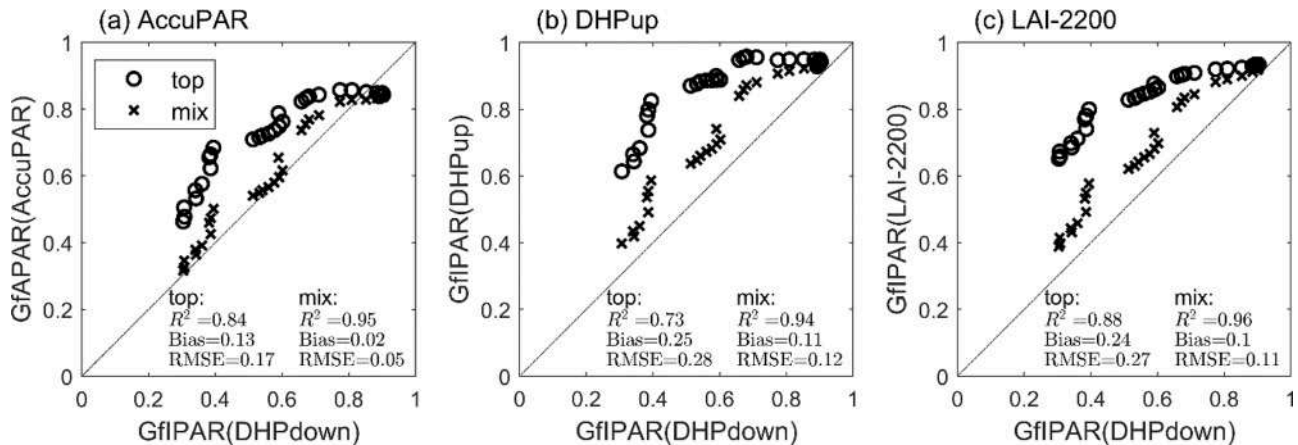 (a) AccuPAR
top
mix
GfAPAR(AccuPAR)
1
0.8
0.6
0.4
0.2
0
top:
R² =0.84
Bias=0.13
RMSE=0.17
mix:
R² =0.95
Bias=0.02
RMSE=0.05
0 0.2 0.4 0.6 0.8 1
GfIPAR(DHPdown)
(b) DHPup
GfIPAR(DHPup)
1
0.8
0.6
0.4
0.2
0
top:
R² =0.73
Bias=0.25
RMSE=0.28
mix:
R² =0.94
Bias=0.11
RMSE=0.12
0 0.2 0.4 0.6 0.8 1
GfIPAR(DHPdown)
(c) LAI-2200
GfIPAR(LAI-2200)
1
0.8
0.6
0.4
0.2
0
top:
R² =0.88
Bias=0.24
RMSE=0.27
mix:
R² =0.96
Bias=0.1
RMSE=0.11
0 0.2 0.4 0.6 0.8 1
GfIPAR(DHPdown)